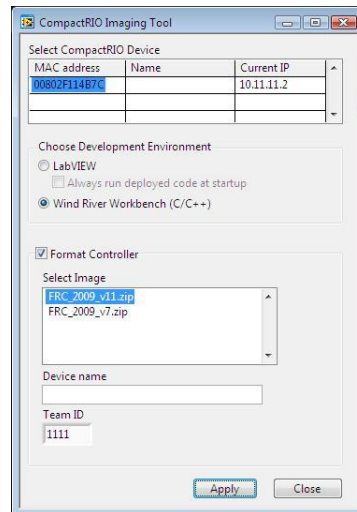 CompactRIO Imaging Tool
Select CompactRIO Device
MAC address Name Current IP
00802F114B7C 10.11.11.2
Choose Development Environment
LabVIEW
Always run deployed code at startup
Wind River Workbench (C/C++)
Format Controller
Select Image
FRC_2009_v11.zip
FRC_2009_v7.zip
Device name
Team ID
1111
Apply Close